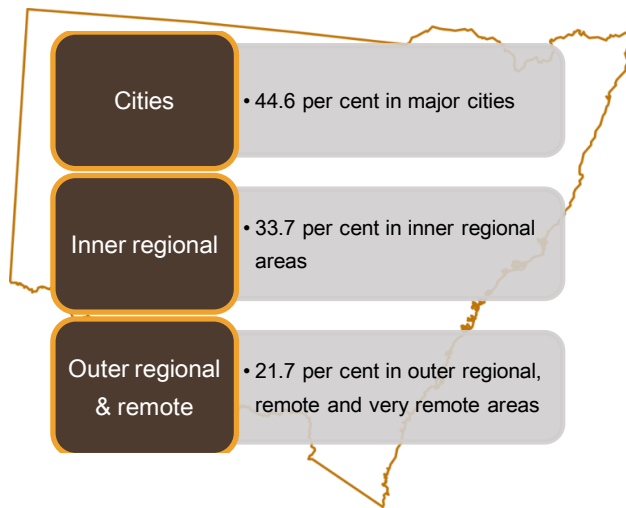 Cities
• 44.6 per cent in major cities
Inner regional
• 33.7 per cent in inner regional
areas
Outer regional
& remote
• 21.7 per cent in outer regional,
remote and very remote areas